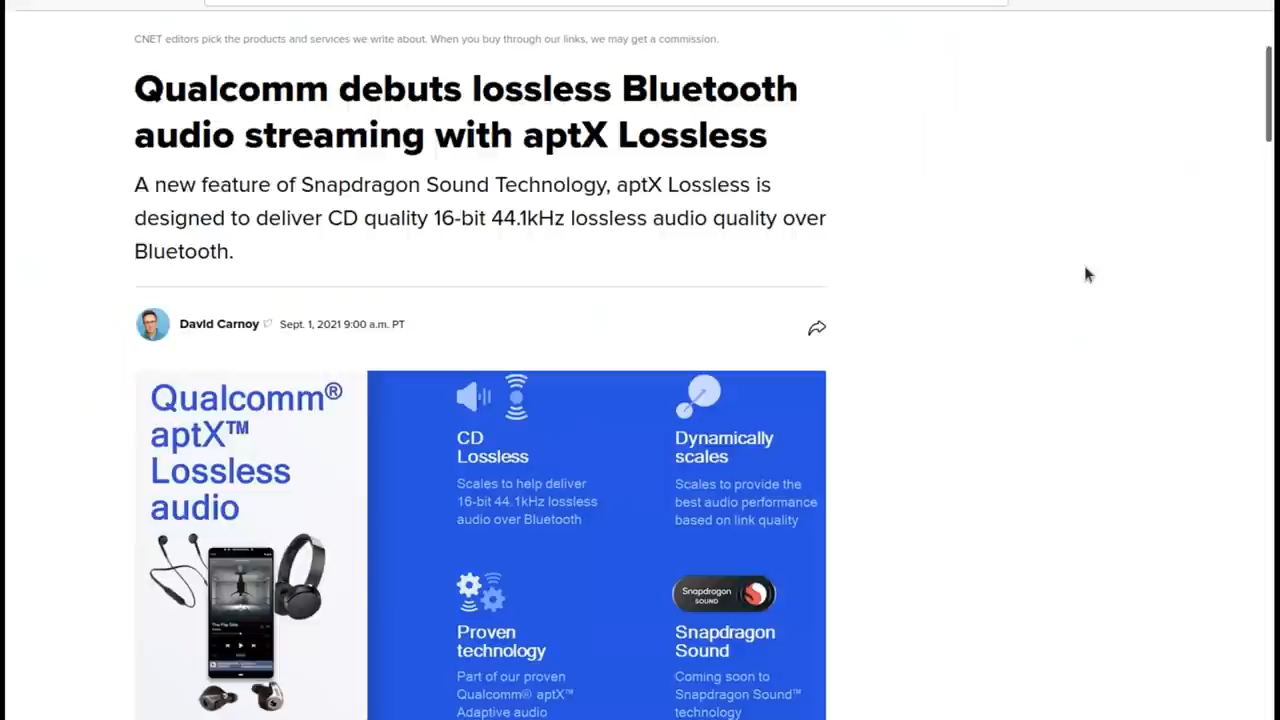 CNET editors pick the products and services we write about. When you buy through our links, we may get a commission.
Qualcomm debuts lossless Bluetooth
audio streaming with aptX Lossless
A new feature of Snapdragon Sound Technology, aptX Lossless is
designed to deliver CD quality 16-bit 44.1kHz lossless audio quality over
Bluetooth.
David Carnoy Sept. 1, 2021 9:00 a.m. PT
Qualcomm®
aptX™
Lossless
audio
CD
Lossless
Scales to help deliver
16-bit 44.1kHz lossless
audio over Bluetooth
Dynamically
scales
Scales to provide the
best audio performance
based on link quality
Proven
technology
Part of our proven
Qualcomm® aptX™
Adaptive audio
Snapdragon
SOUND
Snapdragon
Sound
Coming soon to
Snapdragon Sound™
technology